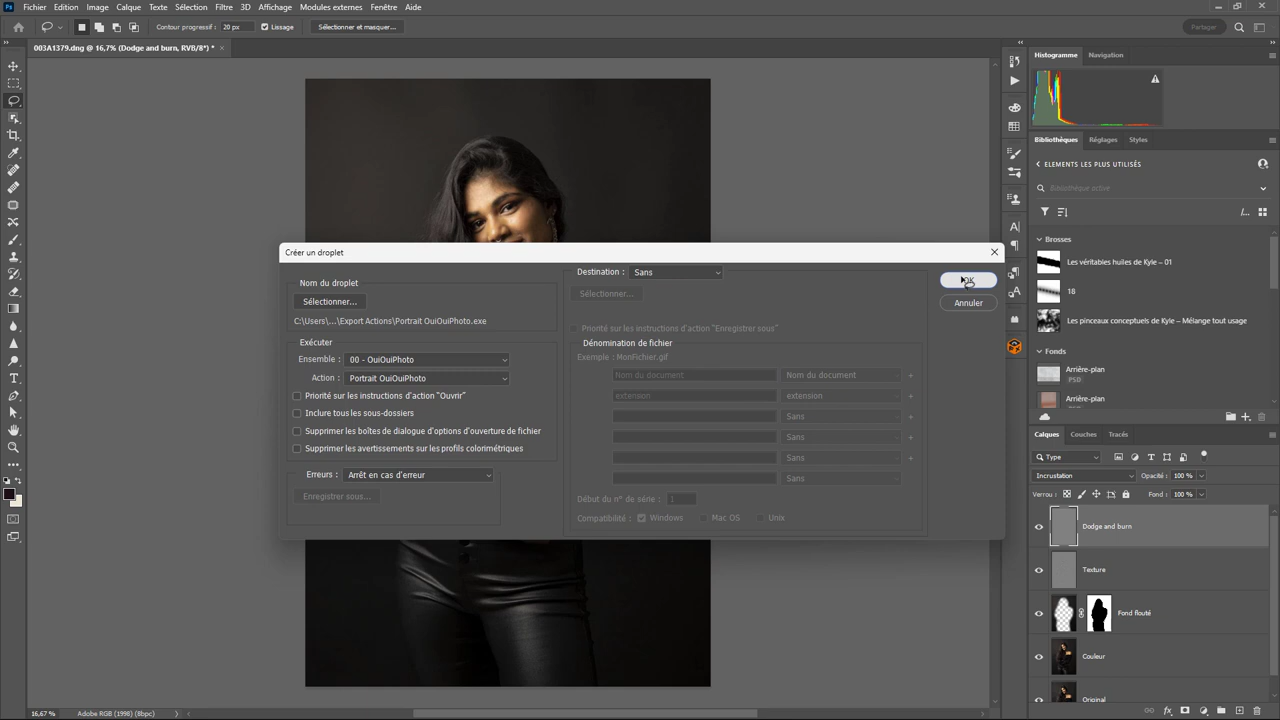 Fichier Edition Image Calque Texte Sélection Filtre 3D Affichage Modules externes Fenêtre Aide
Contour progressif : 20 px Lissage Sélectionner et masquer... Partager
003A1379.dng @ 16,7% (Dodge and burn, RVB/8*) * ×
Histogramme Navigation
Bibliothèques Réglages Styles
ELEMENTS LES PLUS UTILISÉS
Bibliothèque active
Brosses
Les véritables huiles de Kyle – 01
18
Les pinceaux conceptuels de Kyle – Mélange tout usage
Fonds
Arrière-plan
PSD
Arrière-plan
PSD
Créer un droplet
Nom du droplet
Sélectionner...
C:\Users\...\Export Actions\Portrait OuiOuiPhoto.exe
Exécuter
Ensemble : 00 - OuiOuiPhoto
Action : Portrait OuiOuiPhoto
Priorité sur les instructions d'action "Ouvrir"
Inclure tous les sous-dossiers
Supprimer les boîtes de dialogue d'options d'ouverture de fichier
Supprimer les avertissements sur les profils colorimétriques
Erreurs : Arrêt en cas d'erreur
Enregistrer sous...
Destination : Sans
Sélectionner...
Priorité sur les instructions d'action "Enregistrer sous"
Dénomination de fichier
Exemple : MonFichier.gif
Nom du document Nom du document +
extension extension +
Sans +
Sans +
Sans +
Sans
Début du n° de série : 1
Compatibilité : Windows Mac OS Unix
OK
Annuler
Calques Couches Tracés
Type
Incrustation Opacité : 100 %
Verrou : Fond : 100 %
Dodge and burn
Texture
Fond flouté
Couleur
Original
16,67 % Adobe RGB (1998) (8bpc)